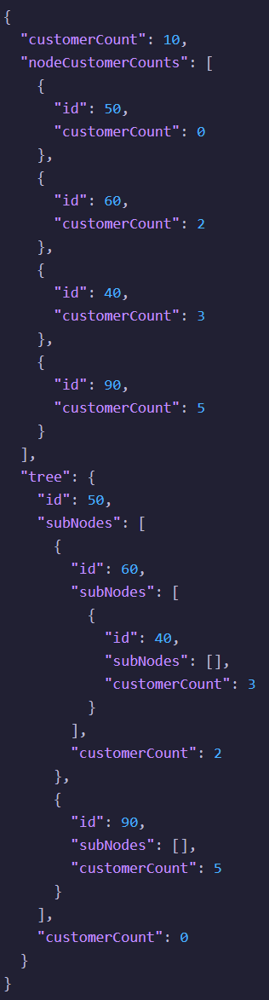 {
  "customerCount": 10,
  "nodeCustomerCounts": [
    {
      "id": 50,
      "customerCount": 0
    },
    {
      "id": 60,
      "customerCount": 2
    },
    {
      "id": 40,
      "customerCount": 3
    },
    {
      "id": 90,
      "customerCount": 5
    }
  ],
  "tree": {
    "id": 50,
    "subNodes": [
      {
        "id": 60,
        "subNodes": [
          {
            "id": 40,
            "subNodes": [],
            "customerCount": 3
          }
        ],
        "customerCount": 2
      },
      {
        "id": 90,
        "subNodes": [],
        "customerCount": 5
      }
    ],
    "customerCount": 0
  }
}